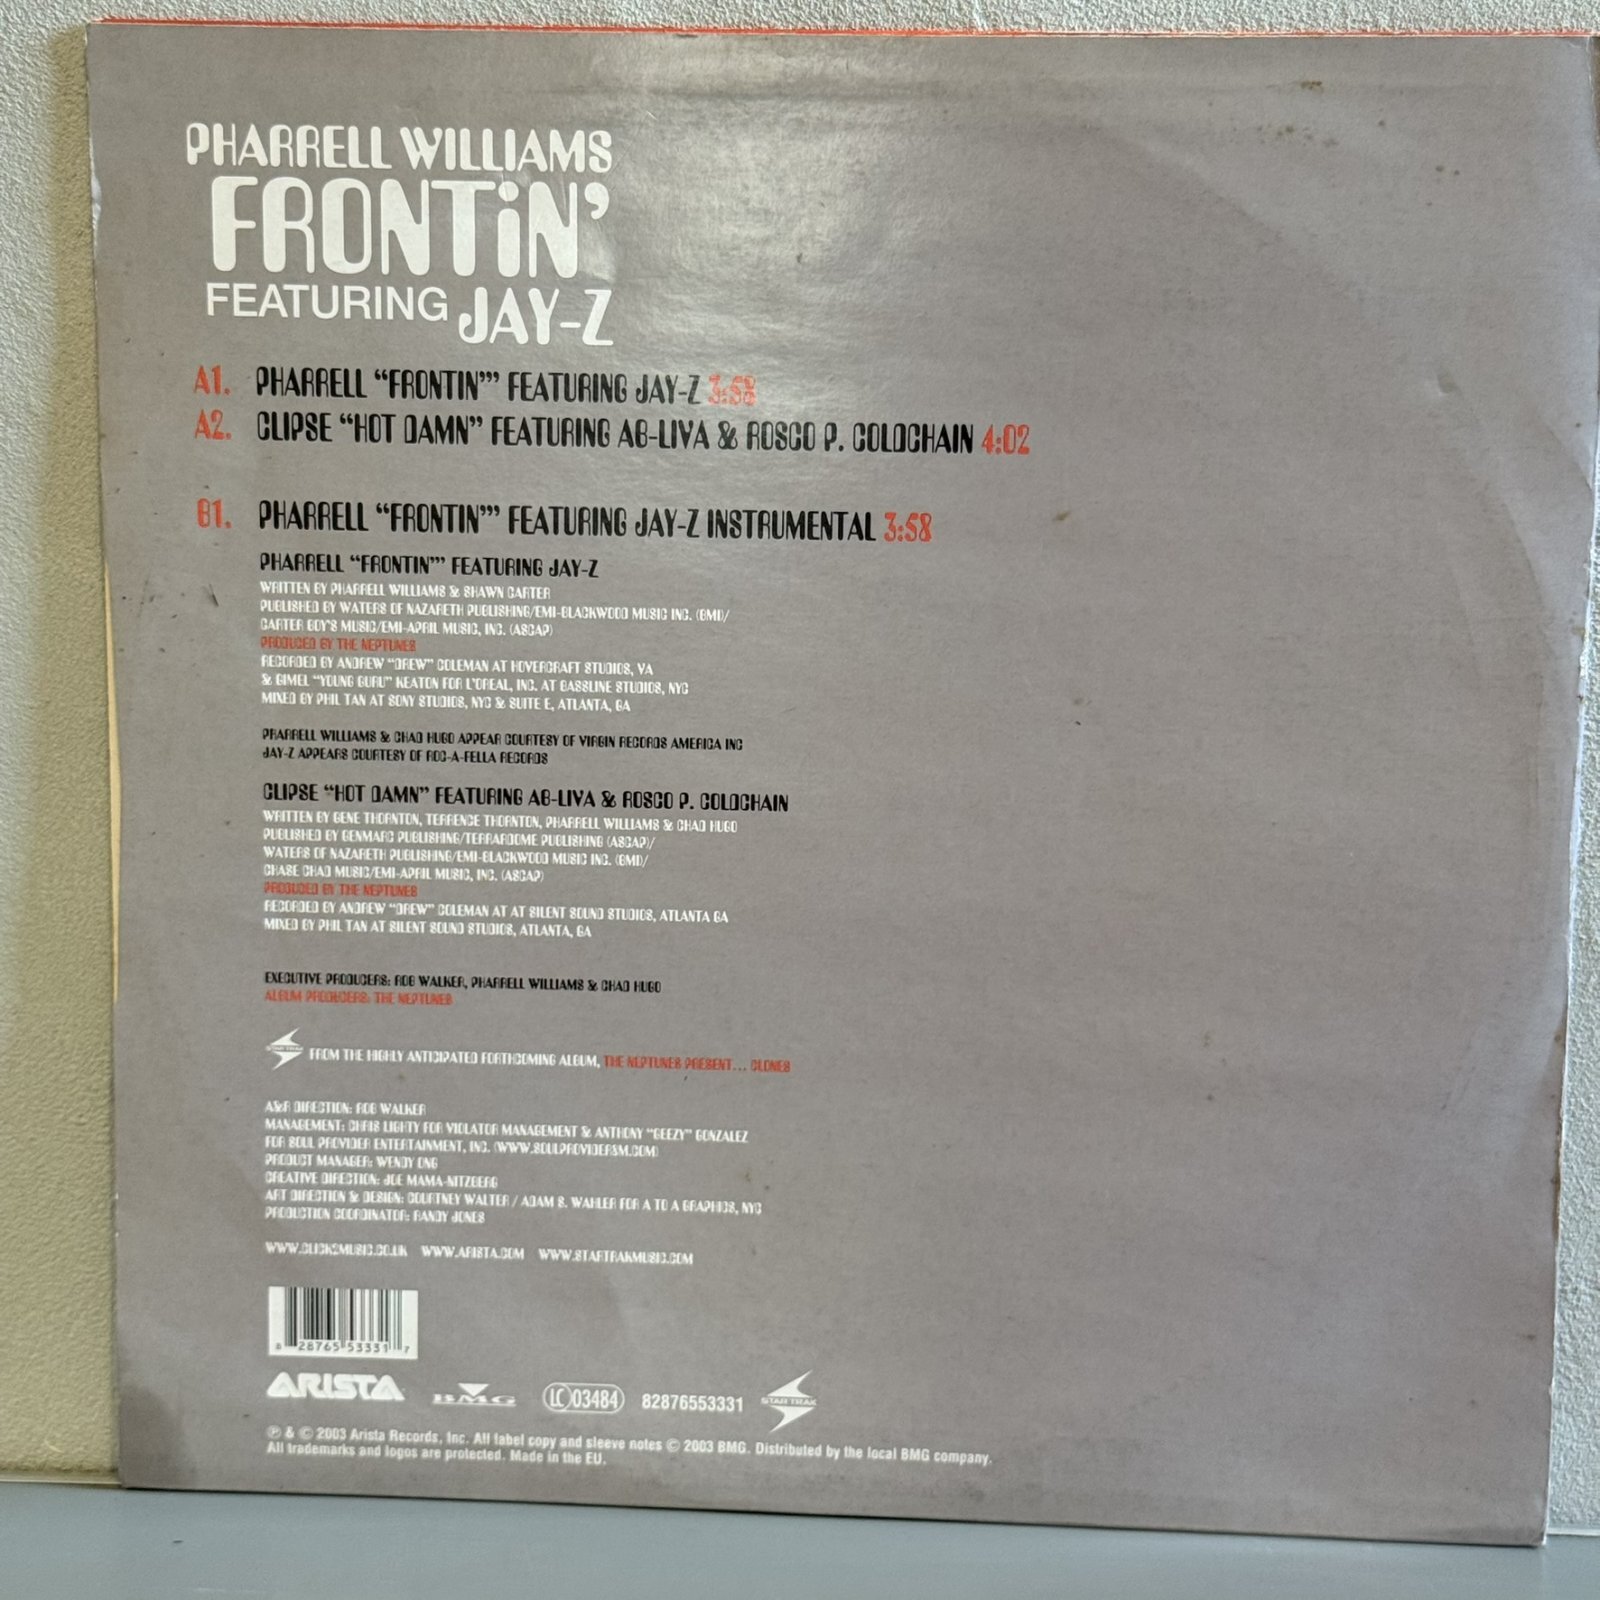 PHARRELL WILLIAMS
FRONTiN'
FEATURING JAY-Z
A1. PHARRELL “FRONTIN’” FEATURING JAY-Z 3:58
A2. CLIPSE “HOT DAMN” FEATURING AB-LIVA & ROSCO P. COLDCHAIN 4:02
B1. PHARRELL “FRONTIN’” FEATURING JAY-Z INSTRUMENTAL 3:58
PHARRELL “FRONTIN’” FEATURING JAY-Z
WRITTEN BY PHARRELL WILLIAMS & SHAWN CARTER
PUBLISHED BY WATERS OF NAZARETH PUBLISHING/EMI-BLACKWOOD MUSIC INC. (BMI)/
CARTER BOY'S MUSIC/EMI-APRIL MUSIC, INC. (ASCAP)
PRODUCED BY THE NEPTUNES
RECORDED BY ANDREW “DREW” COLEMAN AT HOVERCRAFT STUDIOS, VA
& GIMEL “YOUNG GURU” KEATON FOR L'OREAL, INC. AT BASSLINE STUDIOS, NYC
MIXED BY PHIL TAN AT SONY STUDIOS, NYC & SUITE E, ATLANTA, GA
PHARRELL WILLIAMS & CHAD HUGO APPEAR COURTESY OF VIRGIN RECORDS AMERICA INC
JAY-Z APPEARS COURTESY OF ROC-A-FELLA RECORDS
CLIPSE “HOT DAMN” FEATURING AB-LIVA & ROSCO P. COLDCHAIN
WRITTEN BY GENE THORNTON, TERRENCE THORNTON, PHARRELL WILLIAMS & CHAD HUGO
PUBLISHED BY GENMARC PUBLISHING/TERRARDOME PUBLISHING (ASCAP)/
WATERS OF NAZARETH PUBLISHING/EMI-BLACKWOOD MUSIC INC. (BMI)/
CHASE CHAD MUSIC/EMI-APRIL MUSIC, INC. (ASCAP)
PRODUCED BY THE NEPTUNES
RECORDED BY ANDREW “DREW” COLEMAN AT AT SILENT SOUND STUDIOS, ATLANTA GA
MIXED BY PHIL TAN AT SILENT SOUND STUDIOS, ATLANTA, GA
EXECUTIVE PRODUCERS: ROB WALKER, PHARRELL WILLIAMS & CHAD HUGO
ALBUM PRODUCERS: THE NEPTUNES
STAR TRAK FROM THE HIGHLY ANTICIPATED FORTHCOMING ALBUM, THE NEPTUNES PRESENT... CLONES
A&R DIRECTION: ROB WALKER
MANAGEMENT: CHRIS LIGHTY FOR VIOLATOR MANAGEMENT & ANTHONY “GEEZY” GONZALEZ
FOR SOUL PROVIDER ENTERTAINMENT, INC. (WWW.SOULPROVIDERSM.COM)
PRODUCT MANAGER: WENDY ONG
CREATIVE DIRECTION: JOE MAMA-NITZBERG
ART DIRECTION & DESIGN: COURTNEY WALTER / ADAM S. WAHLER FOR A TO A GRAPHICS, NYC
PRODUCTION COORDINATOR: RANDY JONES
WWW.CLICK2MUSIC.CO.UK WWW.ARISTA.COM WWW.STARTRAKMUSIC.COM
8 28765 53331 7
ARISTA BMG LC 03484 82876553331 STAR TRAK
℗ & © 2003 Arista Records, Inc. All label copy and sleeve notes © 2003 BMG. Distributed by the local BMG company.
All trademarks and logos are protected. Made in the EU.